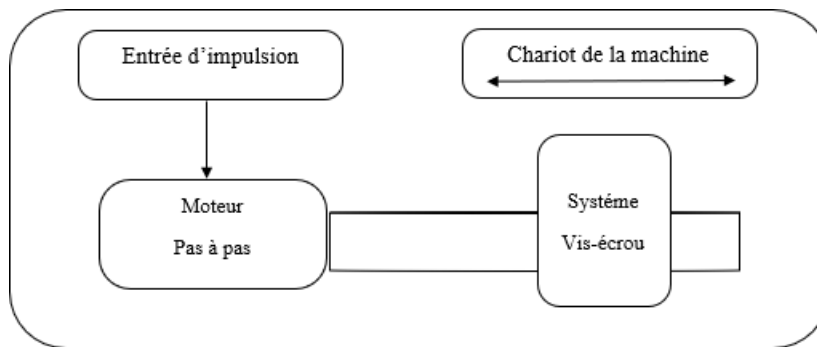 Entrée d’impulsion
Chariot de la machine
Moteur
Pas à pas
Systéme
Vis-écrou